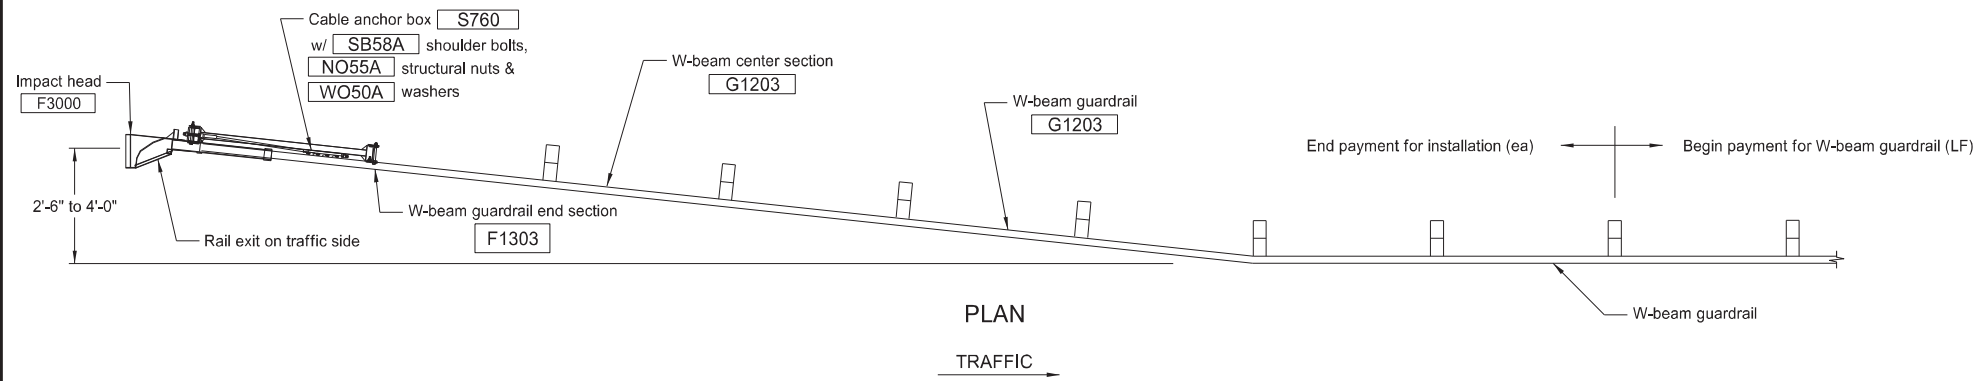 Cable anchor box S760
w/ SB58A shoulder bolts,
NO55A structural nuts &
WO50A washers
Impact head
F3000
W-beam center section
G1203
W-beam guardrail
G1203
End payment for installation (ea)
Begin payment for W-beam guardrail (LF)
2'-6" to 4'-0"
Rail exit on traffic side
W-beam guardrail end section
F1303
W-beam guardrail
PLAN
TRAFFIC